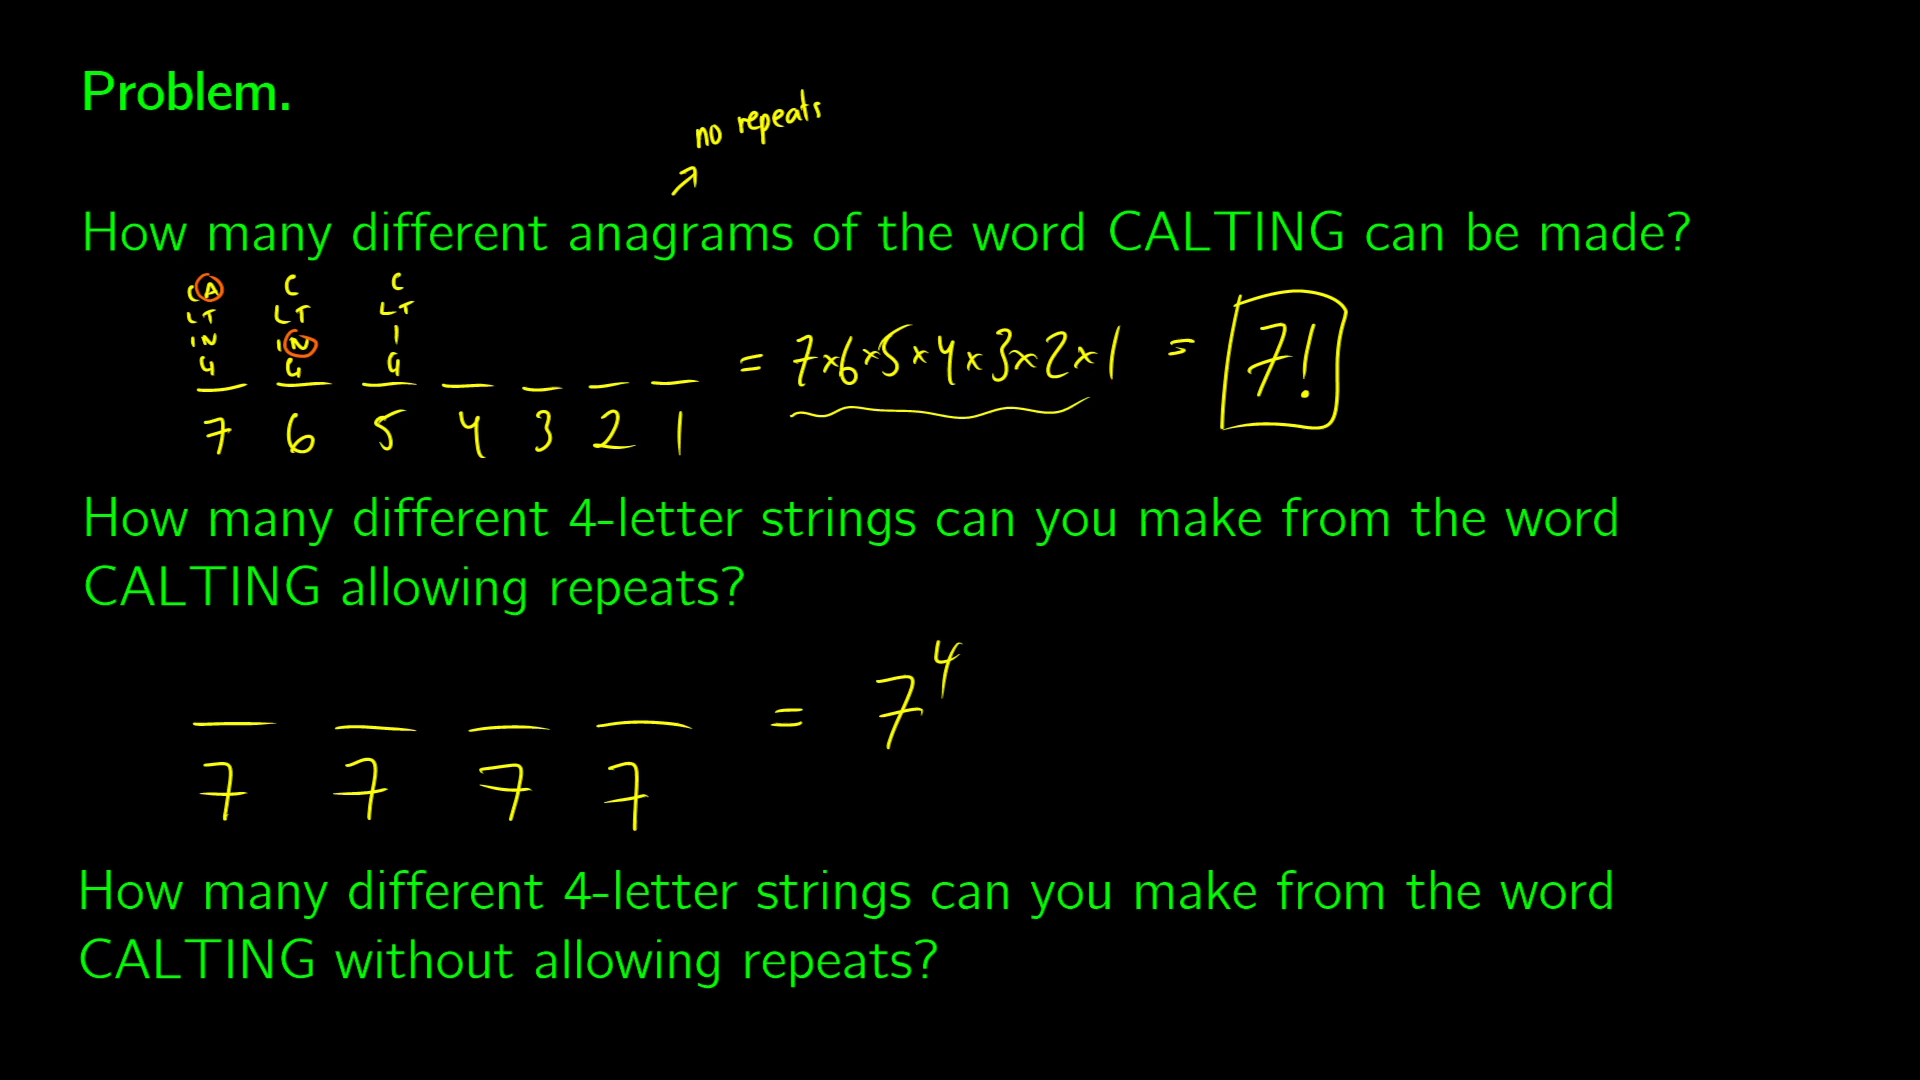 Problem.
no repeats
How many different anagrams of the word CALTING can be made?
C A C C
L T L T L T
I N I N I
G G G
= 7×6×5×4×3×2×1 = 7!
7 6 5 4 3 2 1
How many different 4-letter strings can you make from the word
CALTING allowing repeats?
= 7⁴
7 7 7 7
How many different 4-letter strings can you make from the word
CALTING without allowing repeats?